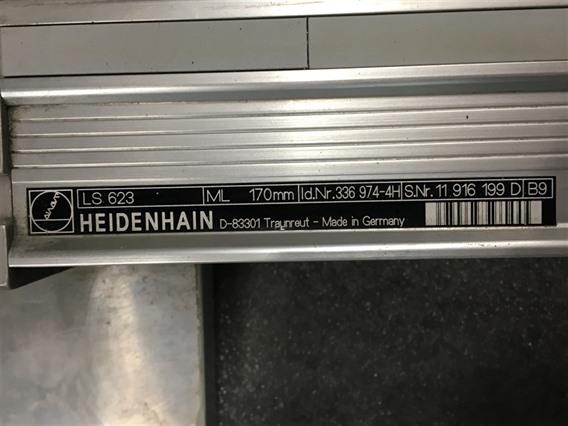 LS 623 ML 170mm Id.Nr.336 974-4H S.Nr. 11 916 199 D B9
HEIDENHAIN D-83301 Traunreut - Made in Germany